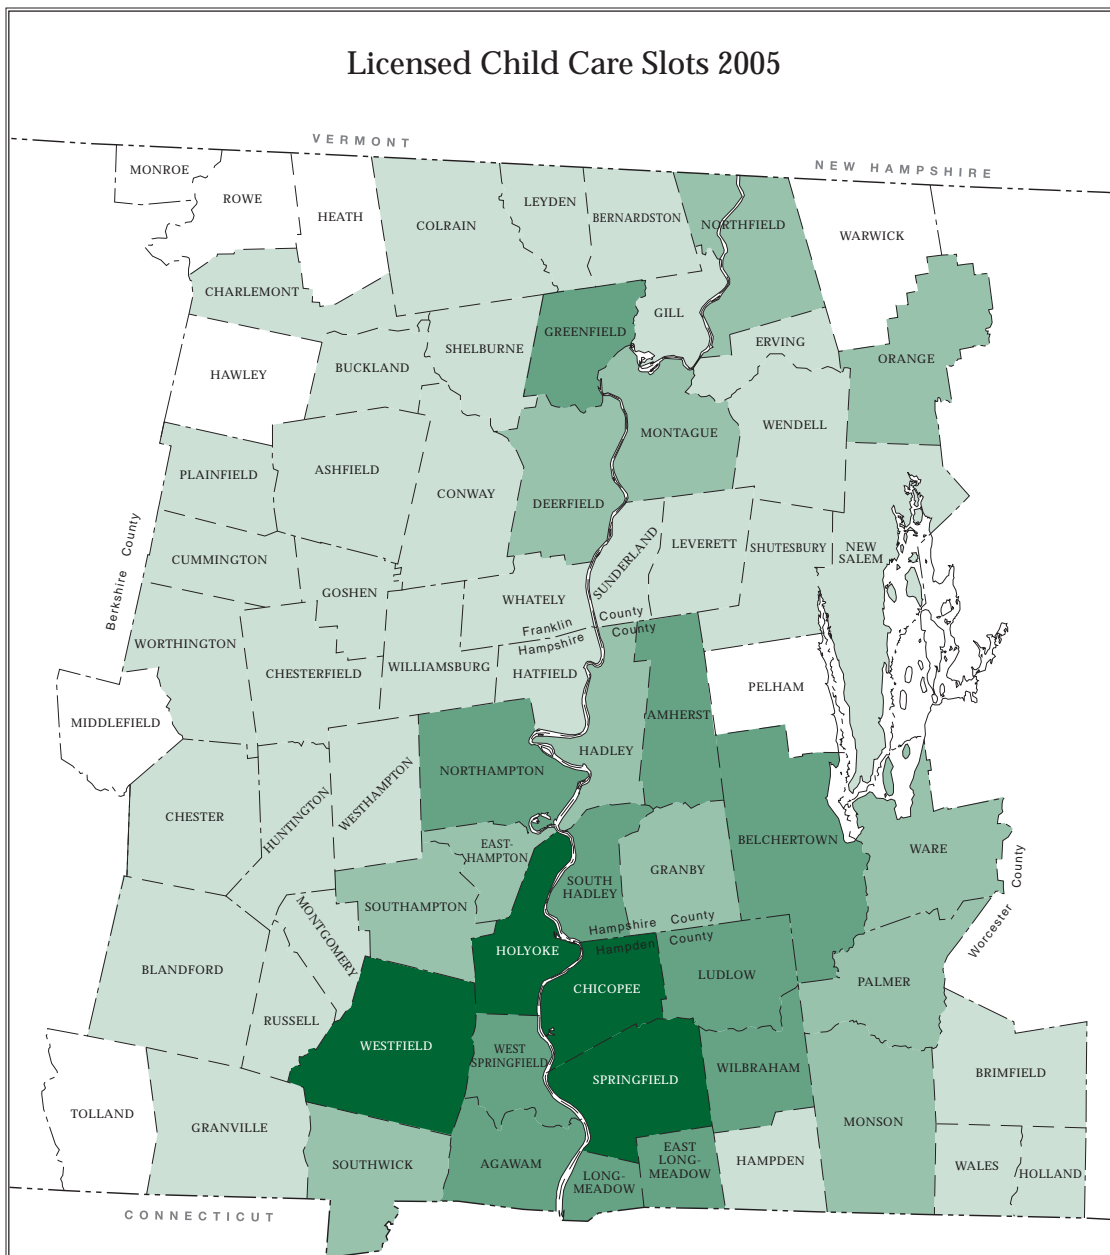 Licensed Child Care Slots 2005
VERMONT
NEW HAMPSHIRE
MONROE
ROWE
HEATH
COLRAIN
LEYDEN
BERNARDSTON
NORTHFIELD
WARWICK
CHARLEMONT
GILL
GREENFIELD
ERVING
SHELBURNE
ORANGE
BUCKLAND
HAWLEY
WENDELL
MONTAGUE
ASHFIELD
PLAINFIELD
CONWAY
DEERFIELD
Berkshire County
SUNDERLAND
LEVERETT
SHUTESBURY
NEW
SALEM
CUMMINGTON
GOSHEN
WHATELY
Franklin County
Hampshire County
WORTHINGTON
CHESTERFIELD
WILLIAMSBURG
HATFIELD
PELHAM
AMHERST
MIDDLEFIELD
HADLEY
NORTHAMPTON
WESTHAMPTON
HUNTINGTON
CHESTER
BELCHERTOWN
WARE
EAST-
HAMPTON
GRANBY
SOUTH
HADLEY
Worcester County
SOUTHAMPTON
MONTGOMERY
Hampshire County
Hampden County
HOLYOKE
BLANDFORD
LUDLOW
PALMER
CHICOPEE
RUSSELL
WESTFIELD
WEST
SPRINGFIELD
WILBRAHAM
SPRINGFIELD
BRIMFIELD
TOLLAND
GRANVILLE
MONSON
SOUTHWICK
AGAWAM
LONG-
MEADOW
EAST
LONG-
MEADOW
HAMPDEN
WALES
HOLLAND
CONNECTICUT